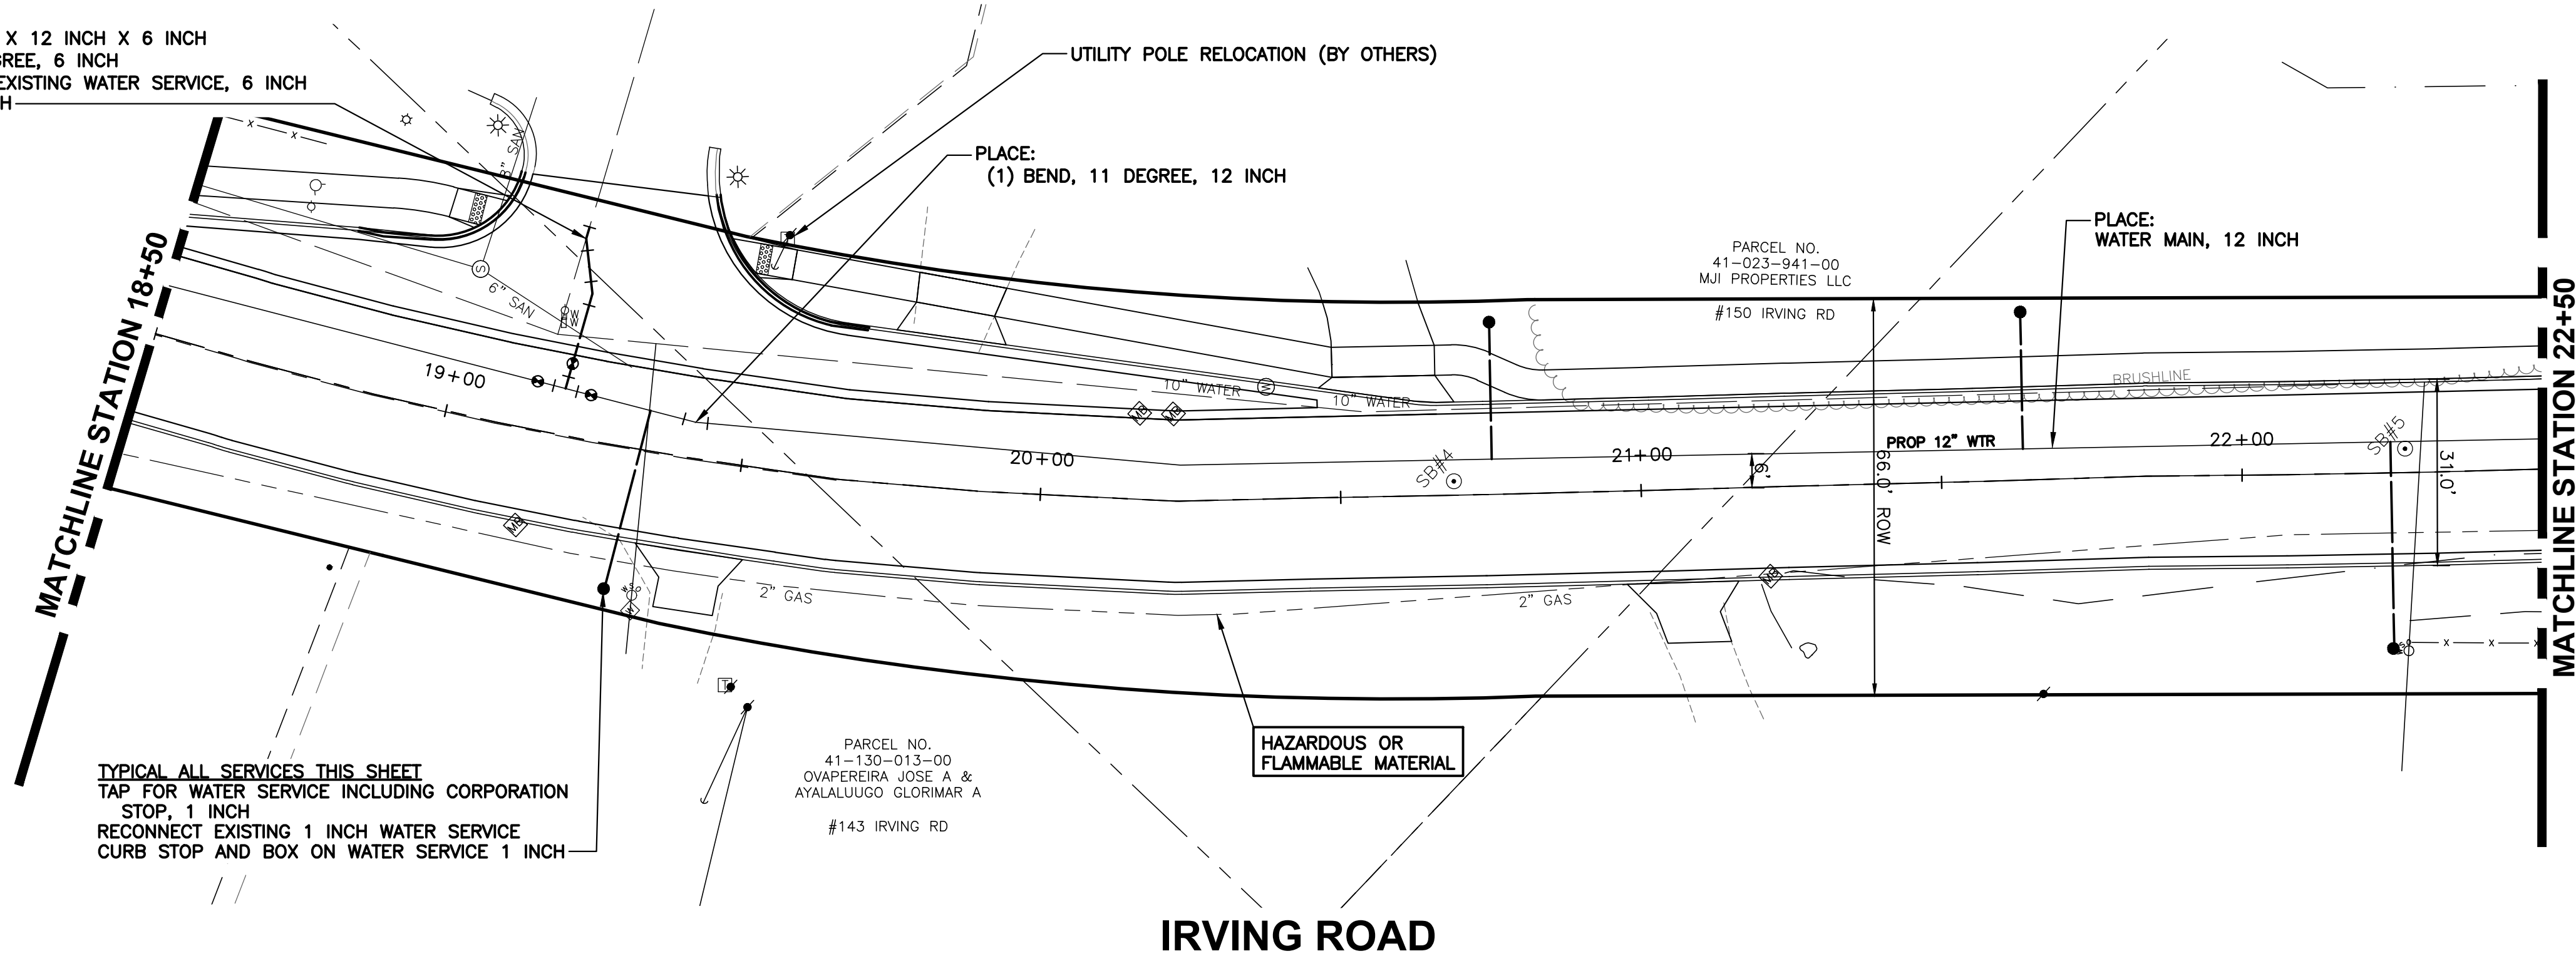 X 12 INCH X 6 INCH
GREE, 6 INCH
EXISTING WATER SERVICE, 6 INCH
H
UTILITY POLE RELOCATION (BY OTHERS)
PLACE:
(1) BEND, 11 DEGREE, 12 INCH
PLACE:
WATER MAIN, 12 INCH
PARCEL NO.
41-023-941-00
MJI PROPERTIES LLC
#150 IRVING RD
MATCHLINE STATION 18+50
8" SAN
S
6" SAN
19+00
10" WATER
W
10" WATER
BRUSHLINE
MB
MB
20+00
SB#4
21+00
6'
PROP 12" WTR
66.0' ROW
22+00
SB#5
31.0'
MATCHLINE STATION 22+50
MB
2" GAS
2" GAS
MB
W
X
X
X
X
X
T
HAZARDOUS OR
FLAMMABLE MATERIAL
PARCEL NO.
41-130-013-00
OVAPEREIRA JOSE A &
AYALALUUGO GLORIMAR A
#143 IRVING RD
TYPICAL ALL SERVICES THIS SHEET
TAP FOR WATER SERVICE INCLUDING CORPORATION
STOP, 1 INCH
RECONNECT EXISTING 1 INCH WATER SERVICE
CURB STOP AND BOX ON WATER SERVICE 1 INCH
IRVING ROAD